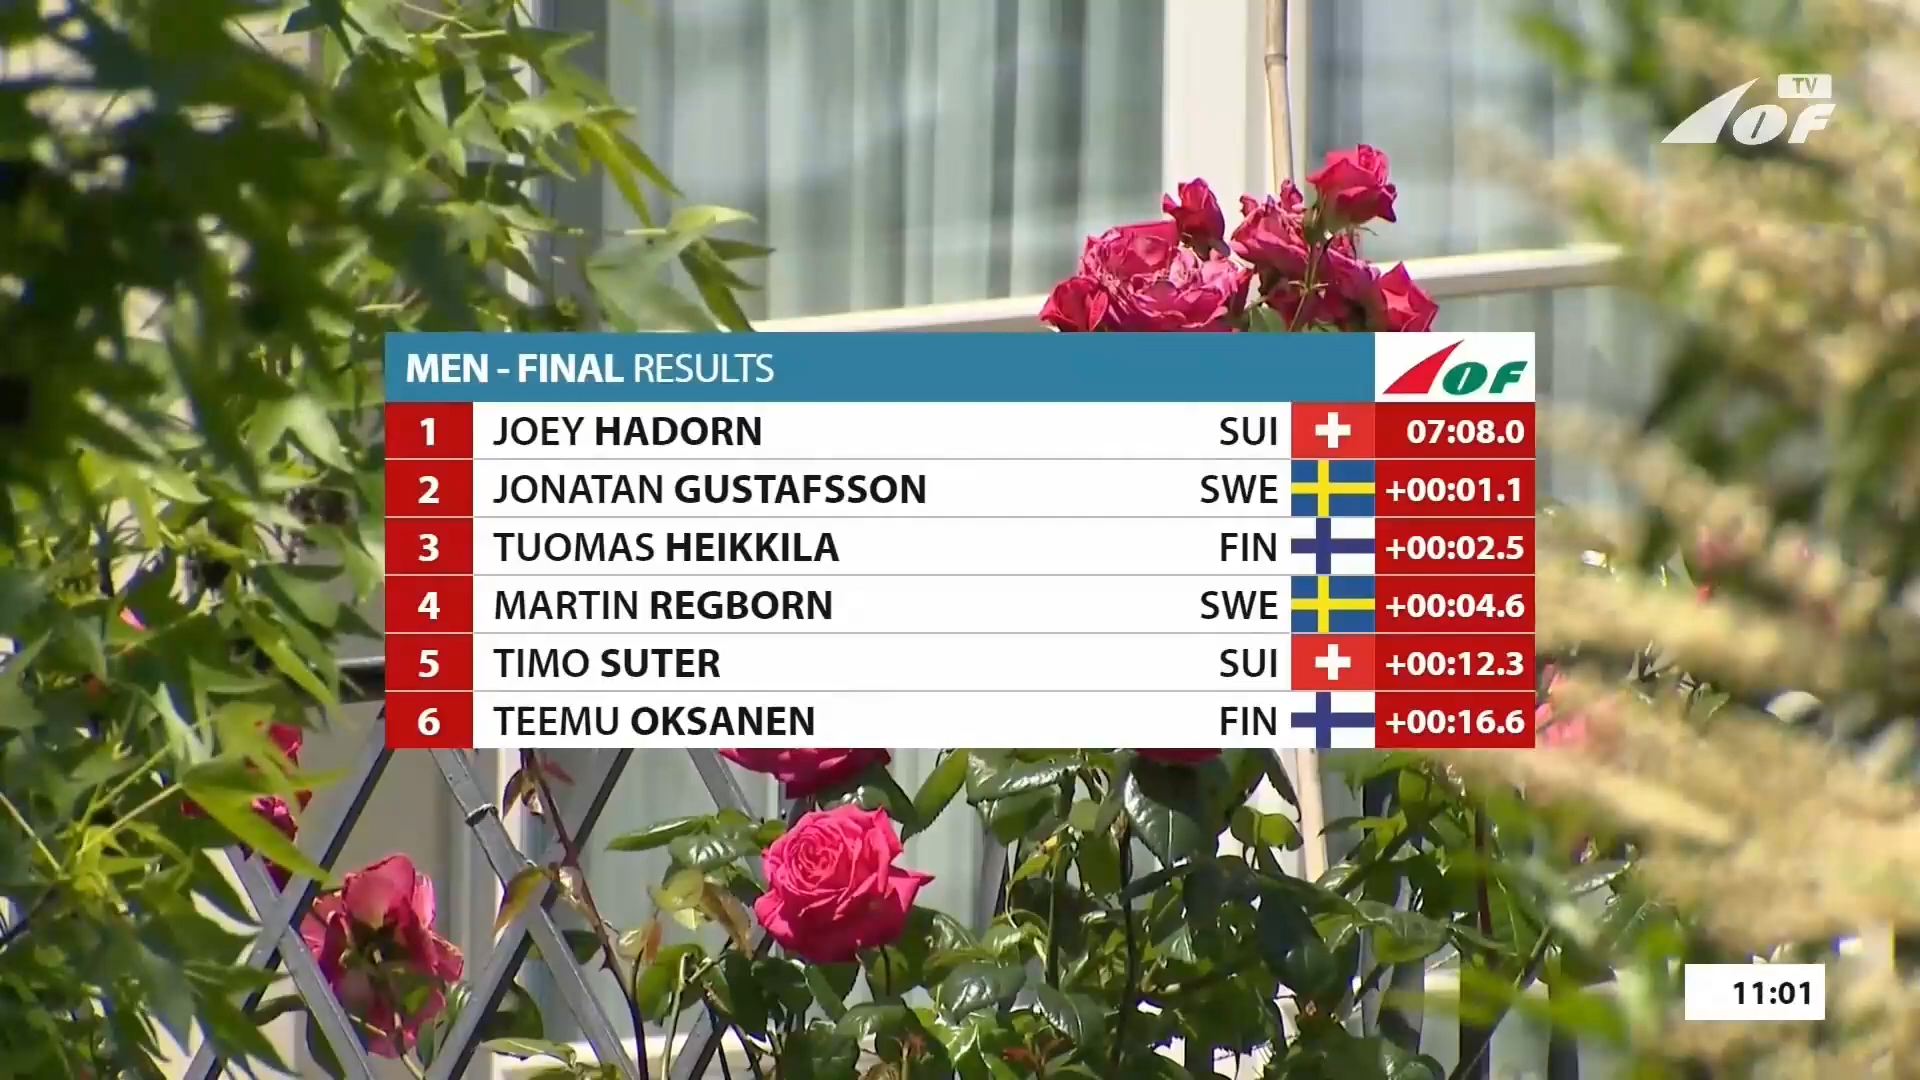 TV
OF
MEN - FINAL RESULTS
OF
1 JOEY HADORN SUI 07:08.0
2 JONATAN GUSTAFSSON SWE +00:01.1
3 TUOMAS HEIKKILA FIN +00:02.5
4 MARTIN REGBORN SWE +00:04.6
5 TIMO SUTER SUI +00:12.3
6 TEEMU OKSANEN FIN +00:16.6
11:01